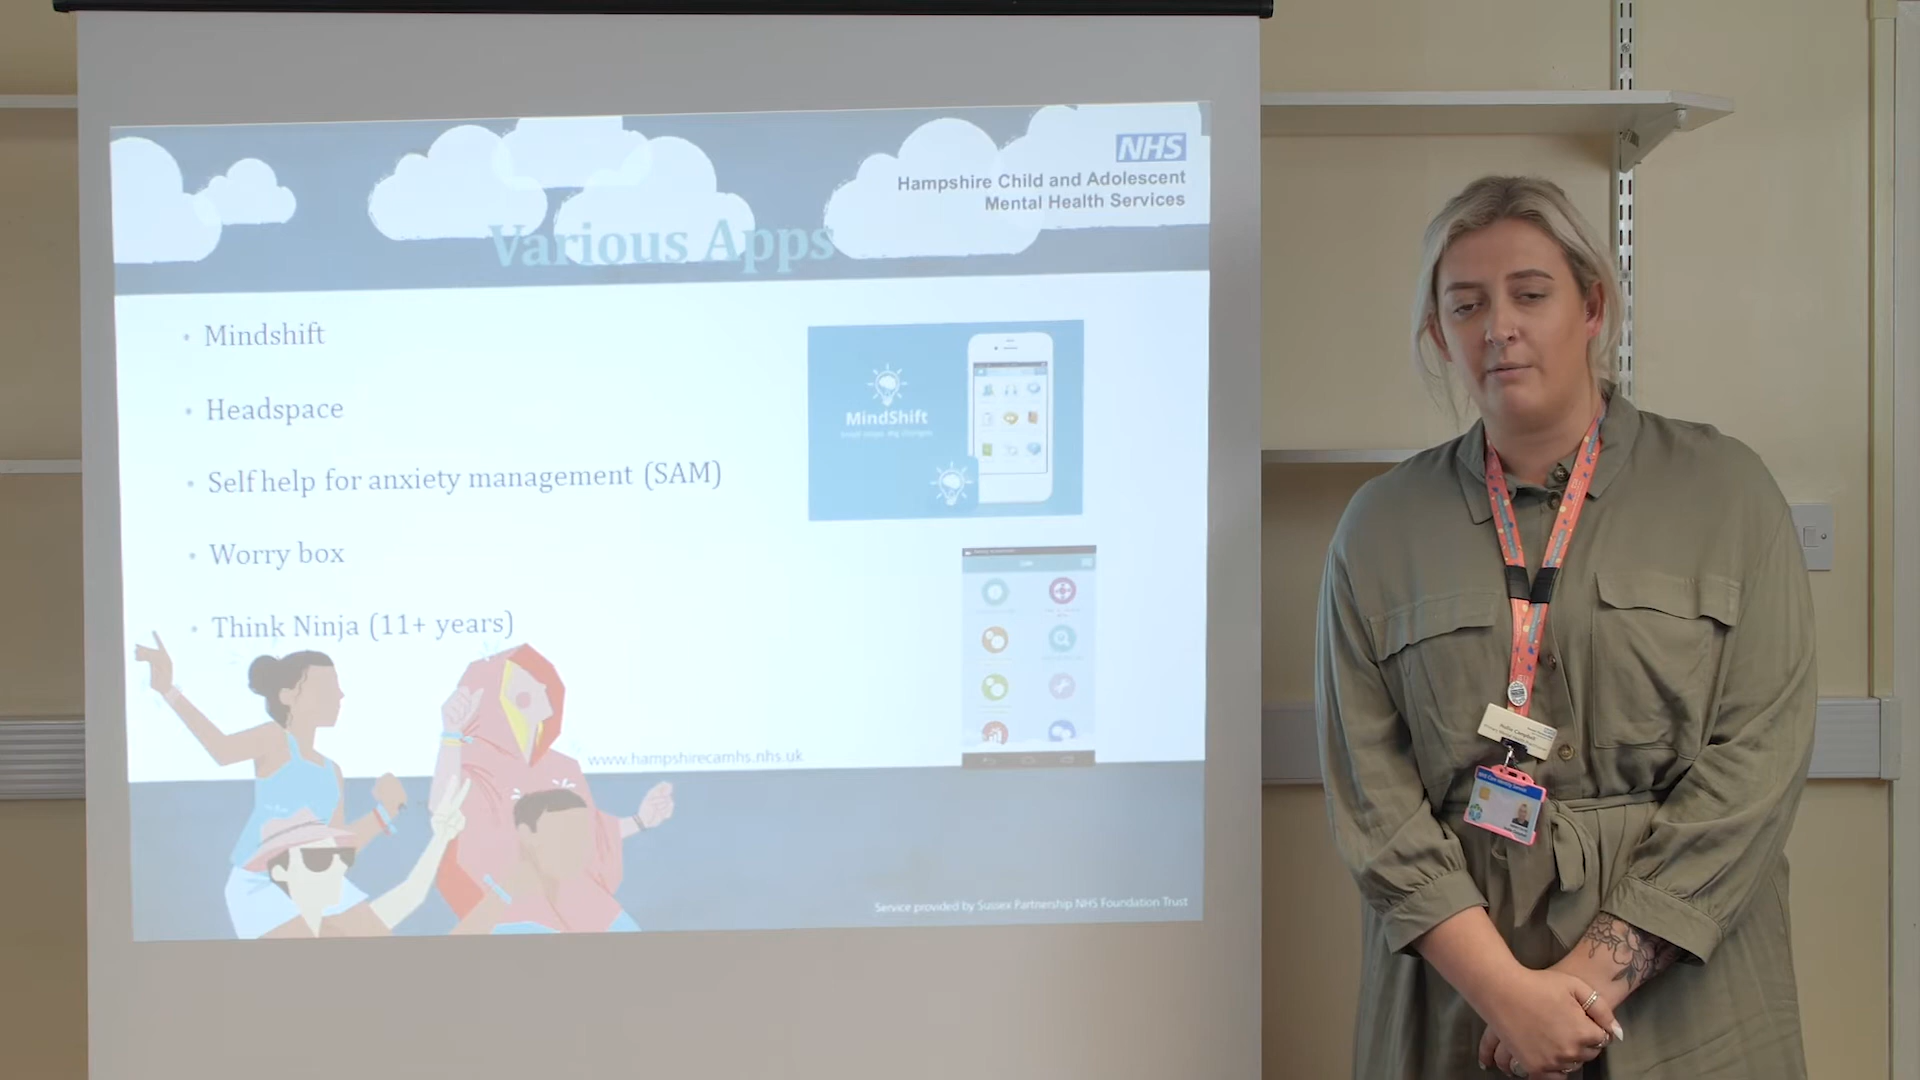 NHS
Hampshire Child and Adolescent
Mental Health Services
Various Apps
• Mindshift
• Headspace
• Self help for anxiety management (SAM)
• Worry box
• Think Ninja (11+ years)
MindShift
www.hampshirecamhs.nhs.uk
Service provided by Sussex Partnership NHS Foundation Trust